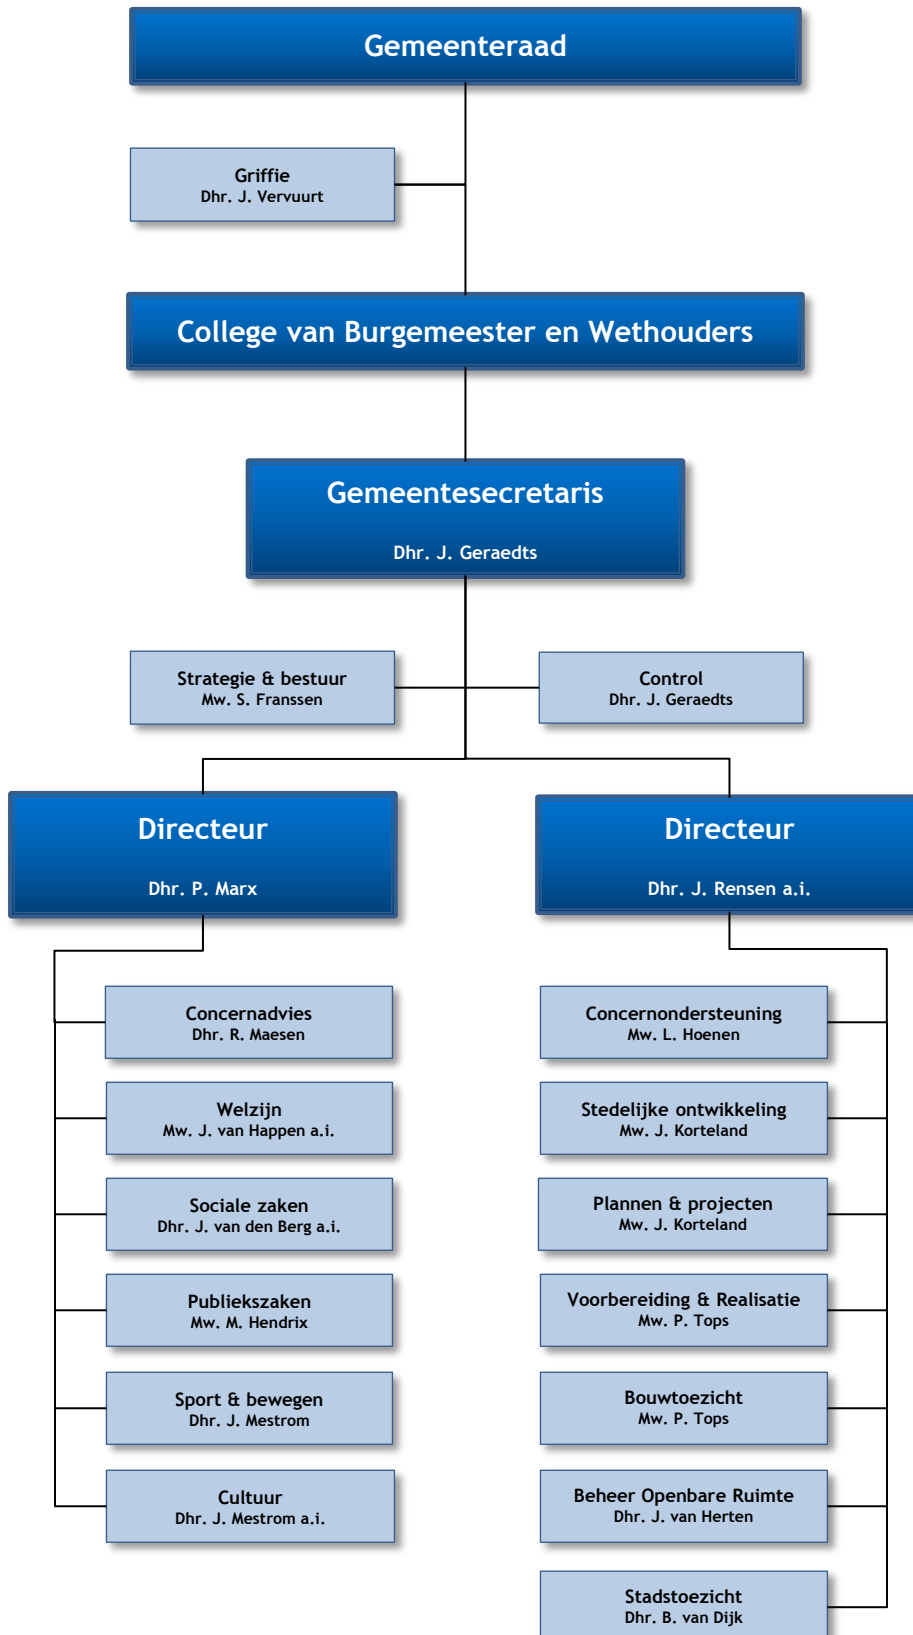 Gemeenteraad
Griffie
Dhr. J. Vervuurt
College van Burgemeester en Wethouders
Gemeentesecretaris
Dhr. J. Geraedts
Strategie & bestuur
Mw. S. Franssen
Control
Dhr. J. Geraedts
Directeur
Dhr. P. Marx
Directeur
Dhr. J. Rensen a.i.
Concernadvies
Dhr. R. Maesen
Welzijn
Mw. J. van Happen a.i.
Sociale zaken
Dhr. J. van den Berg a.i.
Publiekszaken
Mw. M. Hendrix
Sport & bewegen
Dhr. J. Mestrom
Cultuur
Dhr. J. Mestrom a.i.
Concernondersteuning
Mw. L. Hoenen
Stedelijke ontwikkeling
Mw. J. Korteland
Plannen & projecten
Mw. J. Korteland
Voorbereiding & Realisatie
Mw. P. Tops
Bouwtoezicht
Mw. P. Tops
Beheer Openbare Ruimte
Dhr. J. van Herten
Stadstoezicht
Dhr. B. van Dijk